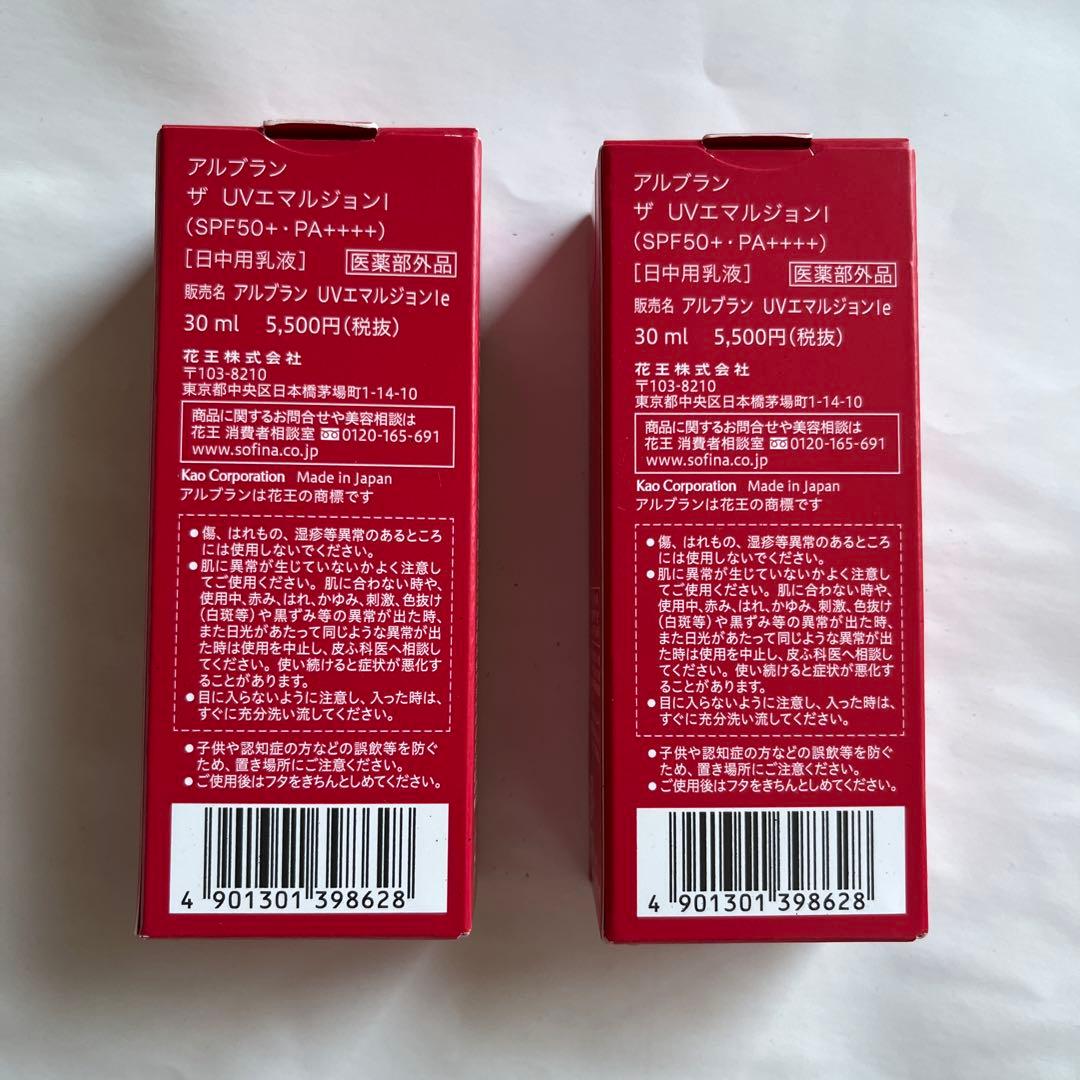 アルブラン
ザ UVエマルジョンI
(SPF50+・PA++++)
[日中用乳液] 医薬部外品
販売名 アルブラン UVエマルジョンIe
30 ml 5,500円(税抜)
花王株式会社
〒103-8210
東京都中央区日本橋茅場町1-14-10
商品に関するお問合せや美容相談は
花王 消費者相談室 0120-165-691
www.sofina.co.jp
Kao Corporation Made in Japan
アルブランは花王の商標です
●傷、はれもの、湿疹等異常のあるところ
には使用しないでください。
●肌に異常が生じていないかよく注意し
てご使用ください。肌に合わない時や、
使用中、赤み、はれ、かゆみ、刺激、色抜け
(白斑等)や黒ずみ等の異常が出た時、
また日光があたって同じような異常が出
た時は使用を中止し、皮ふ科医へ相談し
てください。使い続けると症状が悪化す
ることがあります。
●目に入らないように注意し、入った時は、
すぐに充分洗い流してください。
●子供や認知症の方などの誤飲等を防ぐ
ため、置き場所にご注意ください。
●ご使用後はフタをきちんとしめてください。
4 901301 398628
アルブラン
ザ UVエマルジョンI
(SPF50+・PA++++)
[日中用乳液] 医薬部外品
販売名 アルブラン UVエマルジョンIe
30 ml 5,500円(税抜)
花王株式会社
〒103-8210
東京都中央区日本橋茅場町1-14-10
商品に関するお問合せや美容相談は
花王 消費者相談室 0120-165-691
www.sofina.co.jp
Kao Corporation Made in Japan
アルブランは花王の商標です
●傷、はれもの、湿疹等異常のあるところ
には使用しないでください。
●肌に異常が生じていないかよく注意し
てご使用ください。肌に合わない時や、
使用中、赤み、はれ、かゆみ、刺激、色抜け
(白斑等)や黒ずみ等の異常が出た時、
また日光があたって同じような異常が出
た時は使用を中止し、皮ふ科医へ相談し
てください。使い続けると症状が悪化す
ることがあります。
●目に入らないように注意し、入った時は、
すぐに充分洗い流してください。
●子供や認知症の方などの誤飲等を防ぐ
ため、置き場所にご注意ください。
●ご使用後はフタをきちんとしめてください。
4 901301 398628